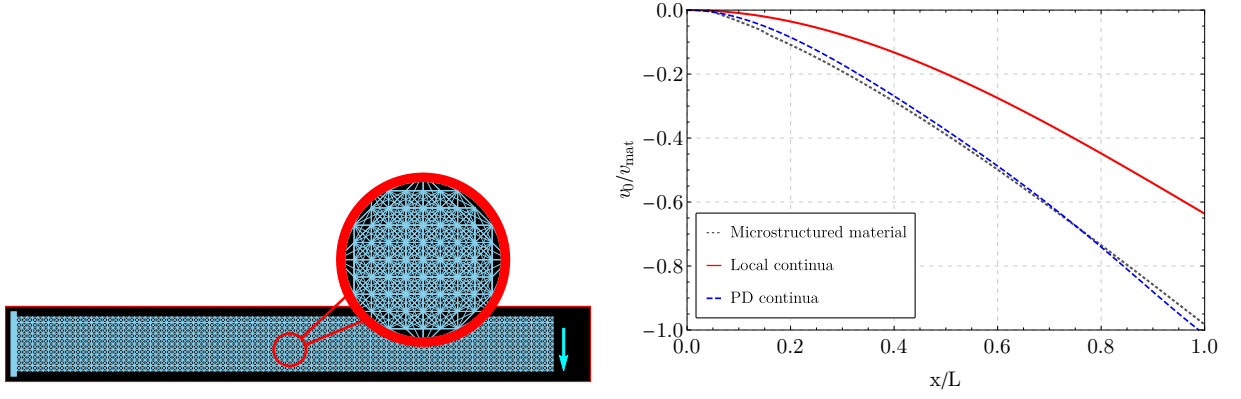 0.0
−0.2
−0.4
−0.6
−0.8
−1.0
v0/vmat
Microstructured material
Local continua
PD continua
0.0 0.2 0.4 0.6 0.8 1.0
x/L